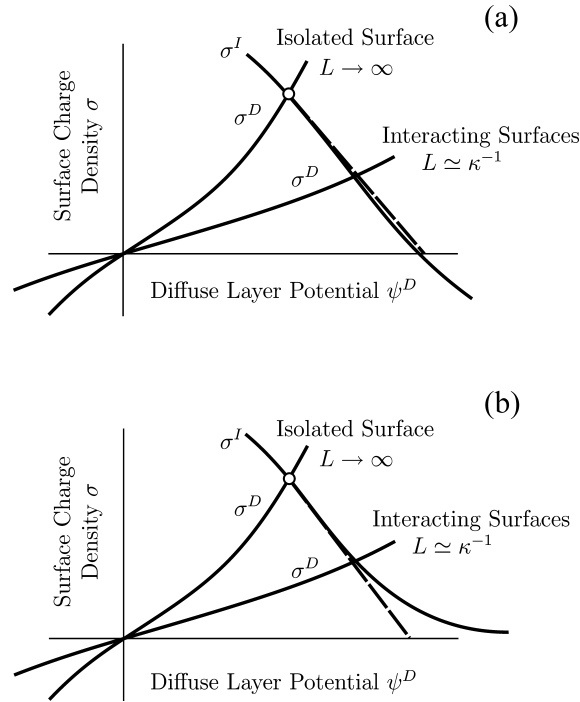 (a)
Isolated Surface
L → ∞
σ^I
σ^D
Interacting Surfaces
L ≃ κ⁻¹
σ^D
Surface Charge
Density σ
Diffuse Layer Potential ψ^D
(b)
Isolated Surface
L → ∞
σ^I
σ^D
Interacting Surfaces
L ≃ κ⁻¹
σ^D
Surface Charge
Density σ
Diffuse Layer Potential ψ^D